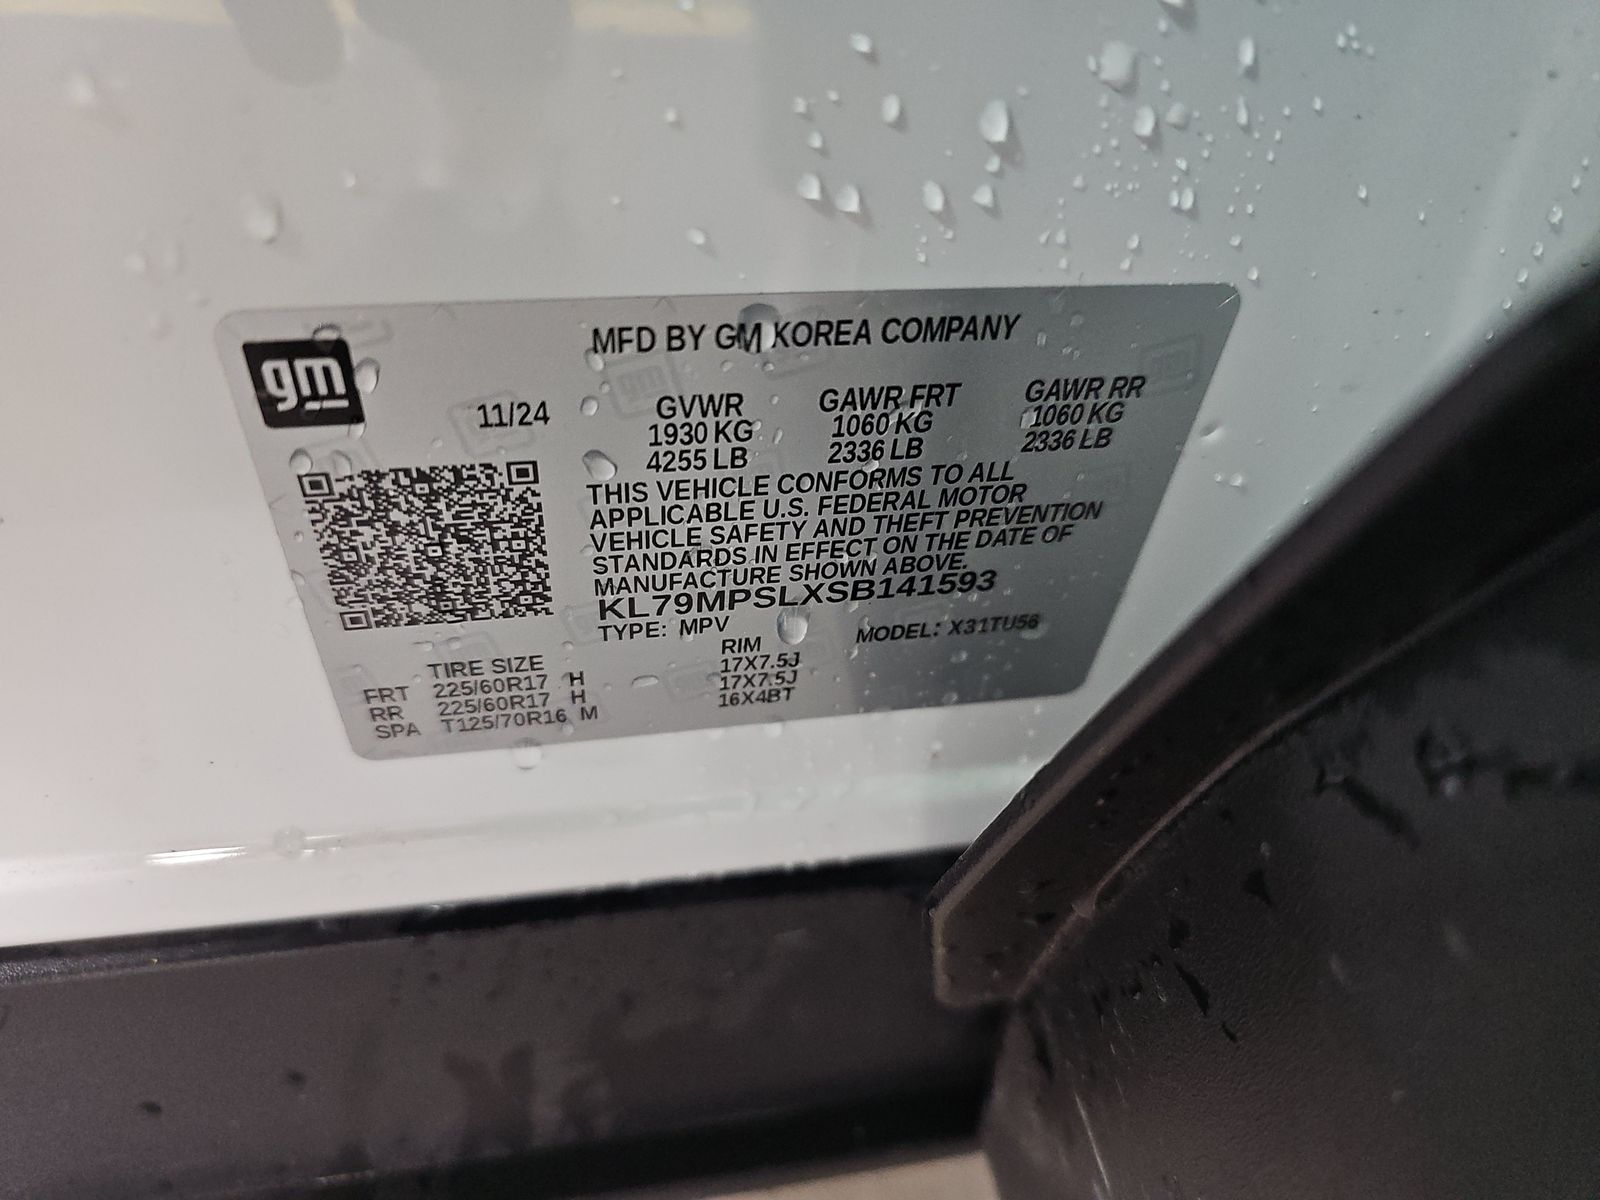 gm
MFD BY GM KOREA COMPANY
11/24
GVWR GAWR FRT GAWR RR
1930 KG 1060 KG 1060 KG
4255 LB 2336 LB 2336 LB
THIS VEHICLE CONFORMS TO ALL
APPLICABLE U.S. FEDERAL MOTOR
VEHICLE SAFETY AND THEFT PREVENTION
STANDARDS IN EFFECT ON THE DATE OF
MANUFACTURE SHOWN ABOVE.
KL79MPSLXSB141593
TYPE: MPV MODEL: X31TU56
TIRE SIZE RIM
FRT 225/60R17 H 17X7.5J
RR 225/60R17 H 17X7.5J
SPA T125/70R16 M 16X4BT